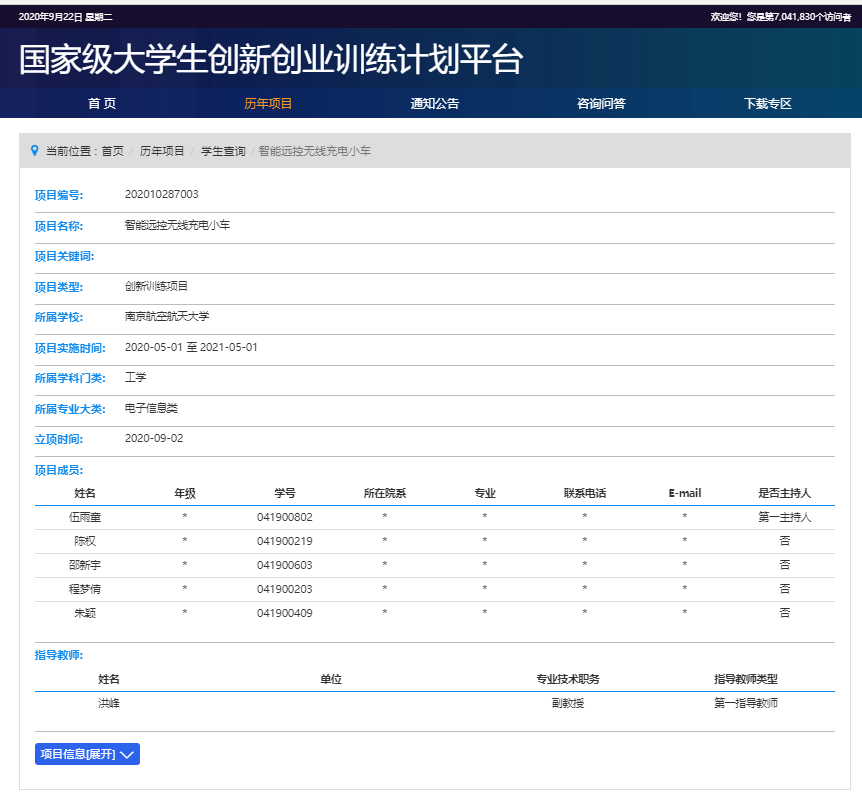 2020年9月22日 星期二 欢迎您！您是第7,041,830个访问者
国家级大学生创新创业训练计划平台
首 页 历年项目 通知公告 咨询问答 下载专区
当前位置：首页 / 历年项目 / 学生查询 / 智能远控无线充电小车
项目编号: 202010287003
项目名称: 智能远控无线充电小车
项目关键词:
项目类型: 创新训练项目
所属学校: 南京航空航天大学
项目实施时间: 2020-05-01 至 2021-05-01
所属学科门类: 工学
所属专业大类: 电子信息类
立项时间: 2020-09-02
项目成员:
姓名 年级 学号 所在院系 专业 联系电话 E-mail 是否主持人
伍雨童 * 041900802 * * * * 第一主持人
陈权 * 041900219 * * * * 否
邵新宇 * 041900603 * * * * 否
程梦倩 * 041900203 * * * * 否
朱颖 * 041900409 * * * * 否
指导教师:
姓名 单位 专业技术职务 指导教师类型
洪峰 副教授 第一指导教师
项目信息[展开]